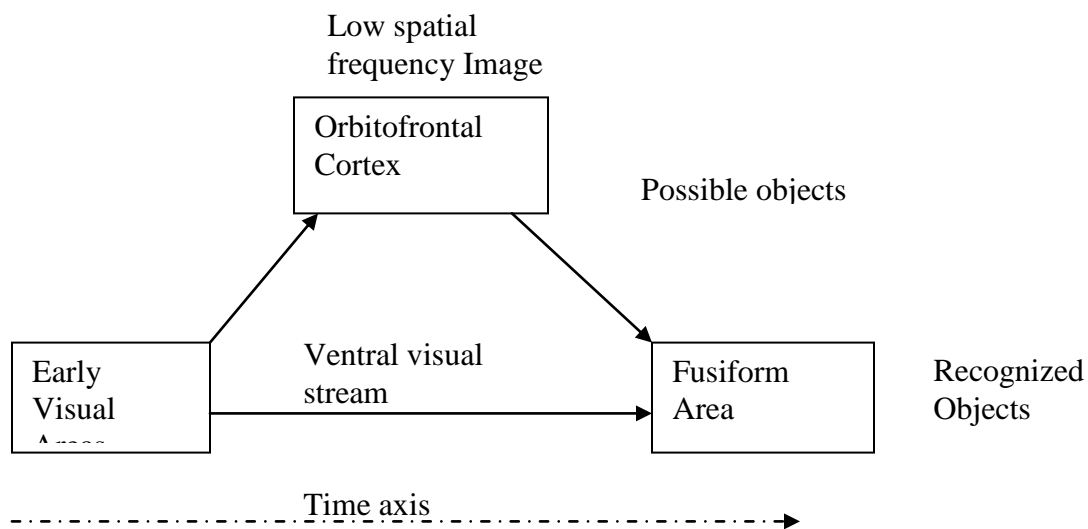 Low spatial
frequency Image
Orbitofrontal
Cortex
Possible objects
Ventral visual
stream
Early
Visual
Areas
Fusiform
Area
Recognized
Objects
Time axis